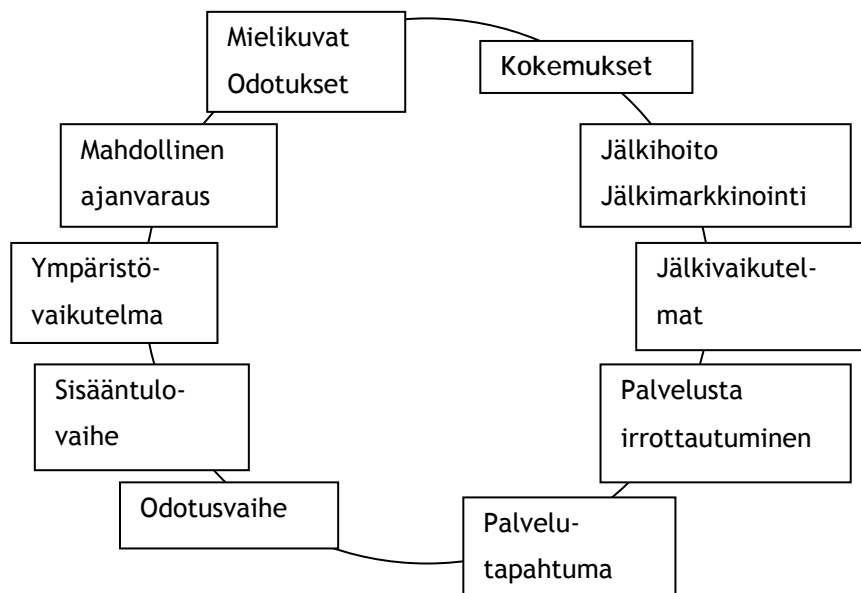 Mielikuvat
Odotukset
Kokemukset
Mahdollinen
ajanvaraus
Jälkihoito
Jälkimarkkinointi
Ympäristö-
vaikutelma
Jälkivaikutel-
mat
Sisääntulo-
vaihe
Palvelusta
irrottautuminen
Odotusvaihe
Palvelu-
tapahtuma